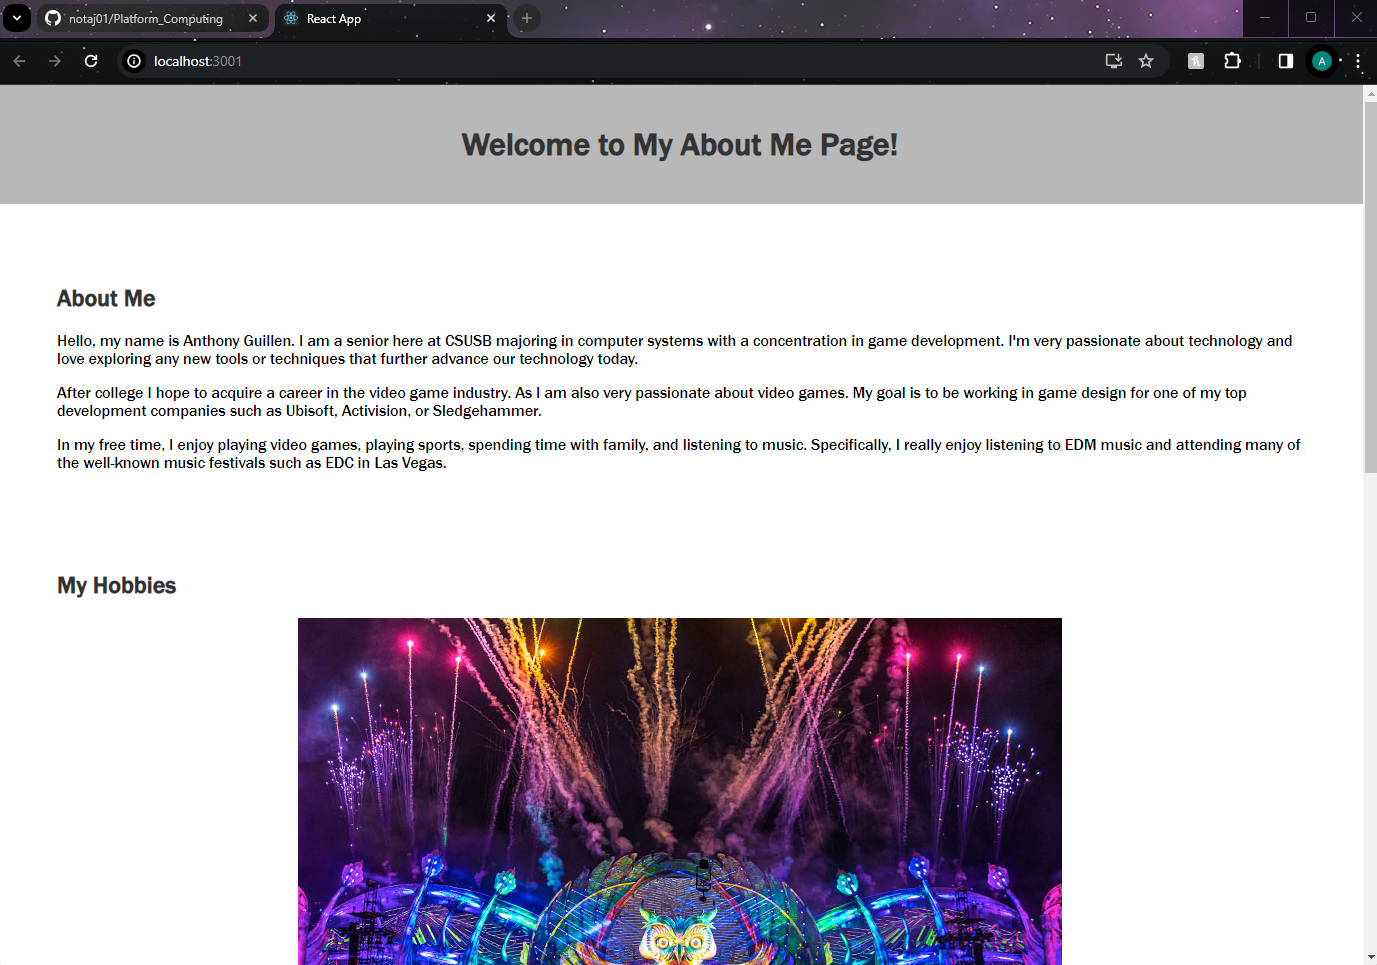 notaj01/Platform_Computing
React App
localhost:3001
A
Welcome to My About Me Page!
About Me
Hello, my name is Anthony Guillen. I am a senior here at CSUSB majoring in computer systems with a concentration in game development. I'm very passionate about technology and
love exploring any new tools or techniques that further advance our technology today.
After college I hope to acquire a career in the video game industry. As I am also very passionate about video games. My goal is to be working in game design for one of my top
development companies such as Ubisoft, Activision, or Sledgehammer.
In my free time, I enjoy playing video games, playing sports, spending time with family, and listening to music. Specifically, I really enjoy listening to EDM music and attending many of
the well-known music festivals such as EDC in Las Vegas.
My Hobbies